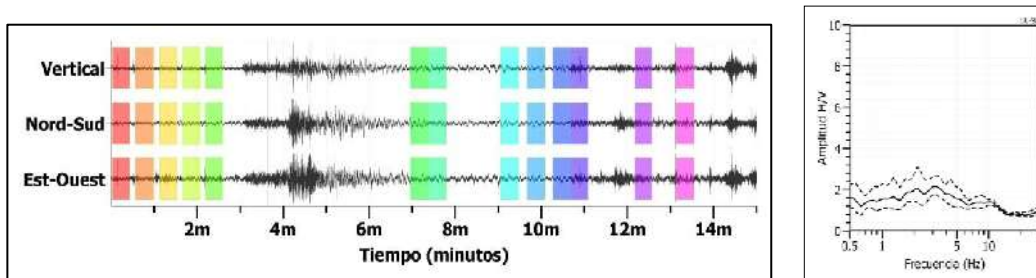 Vertical
Nord-Sud
Est-Ouest
2m 4m 6m 8m 10m 12m 14m
Tiempo (minutos)
Amplitud H/V
10
8
6
4
2
0
0.5 1 5 10
Frecuencia (Hz)